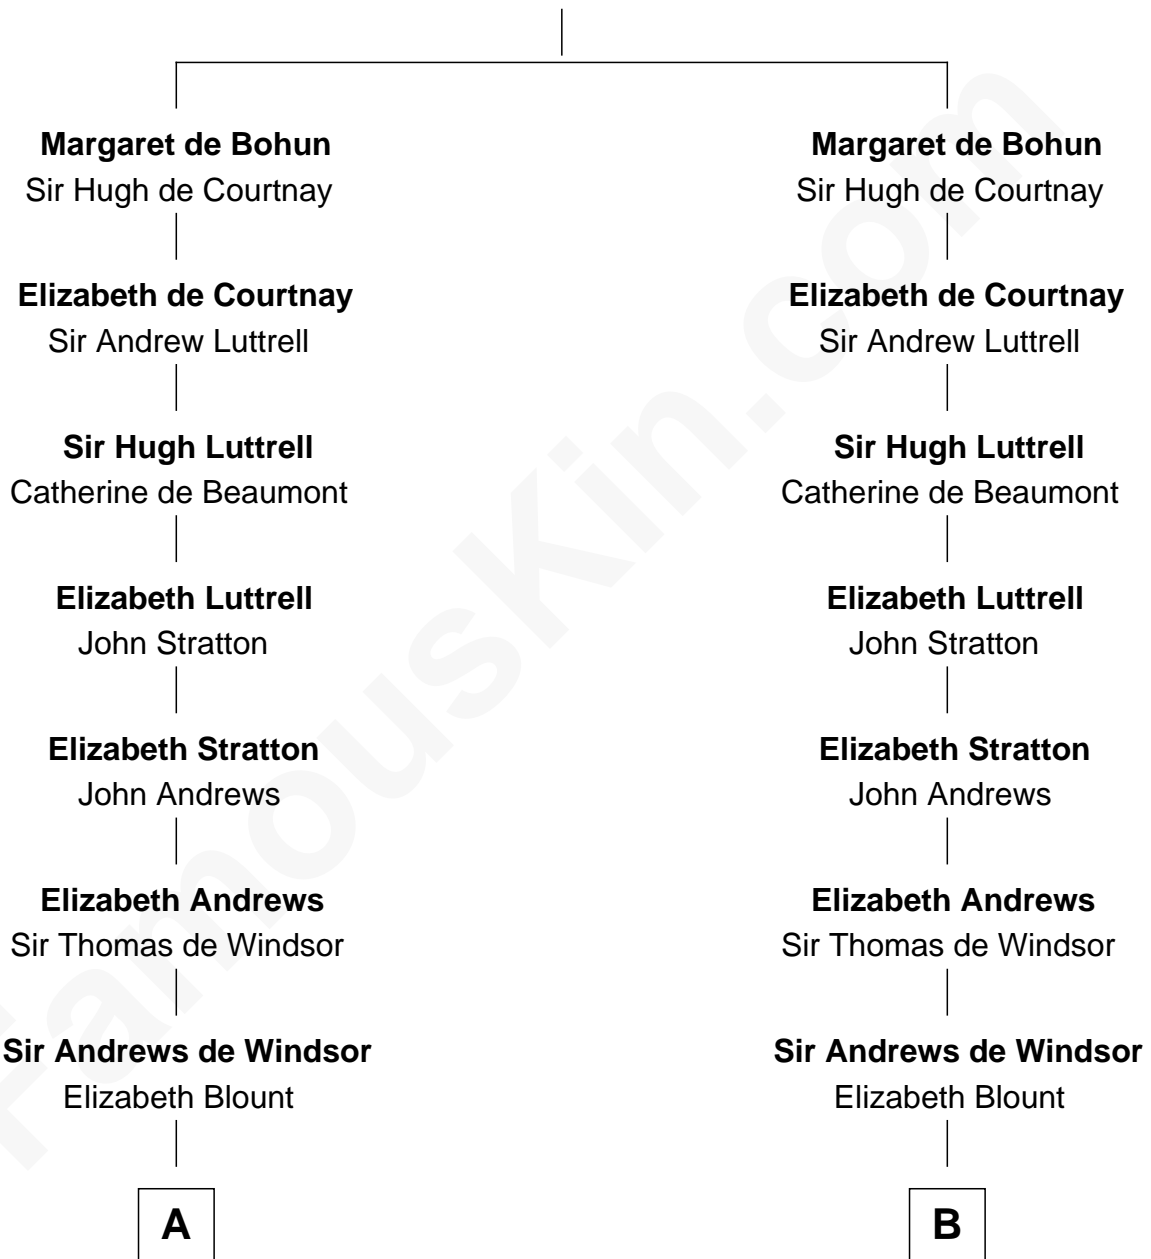 Margaret de Bohun
Sir Hugh de Courtnay
Elizabeth de Courtnay
Sir Andrew Luttrell
Sir Hugh Luttrell
Catherine de Beaumont
Elizabeth Luttrell
John Stratton
Elizabeth Stratton
John Andrews
Elizabeth Andrews
Sir Thomas de Windsor
Sir Andrews de Windsor
Elizabeth Blount
A
Margaret de Bohun
Sir Hugh de Courtnay
Elizabeth de Courtnay
Sir Andrew Luttrell
Sir Hugh Luttrell
Catherine de Beaumont
Elizabeth Luttrell
John Stratton
Elizabeth Stratton
John Andrews
Elizabeth Andrews
Sir Thomas de Windsor
Sir Andrews de Windsor
Elizabeth Blount
B
FamousKin.com